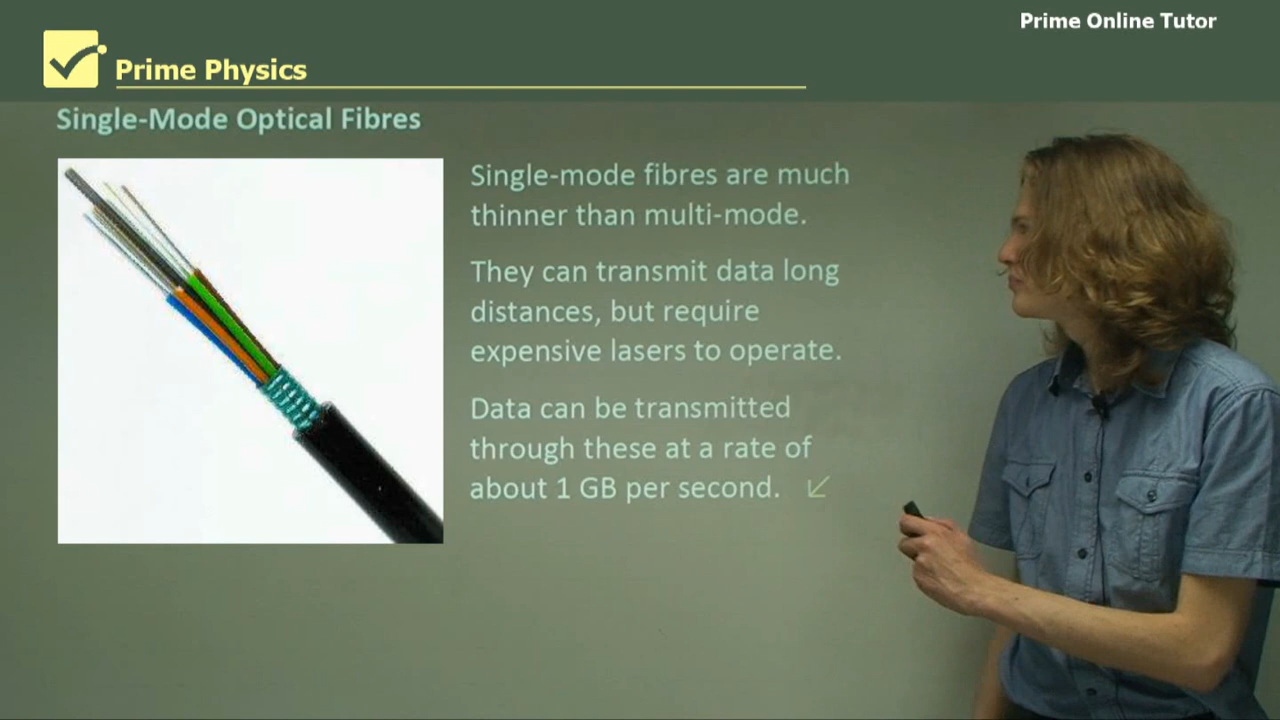 Prime Online Tutor
Prime Physics
Single-Mode Optical Fibres
Single-mode fibres are much
thinner than multi-mode.
They can transmit data long
distances, but require
expensive lasers to operate.
Data can be transmitted
through these at a rate of
about 1 GB per second.